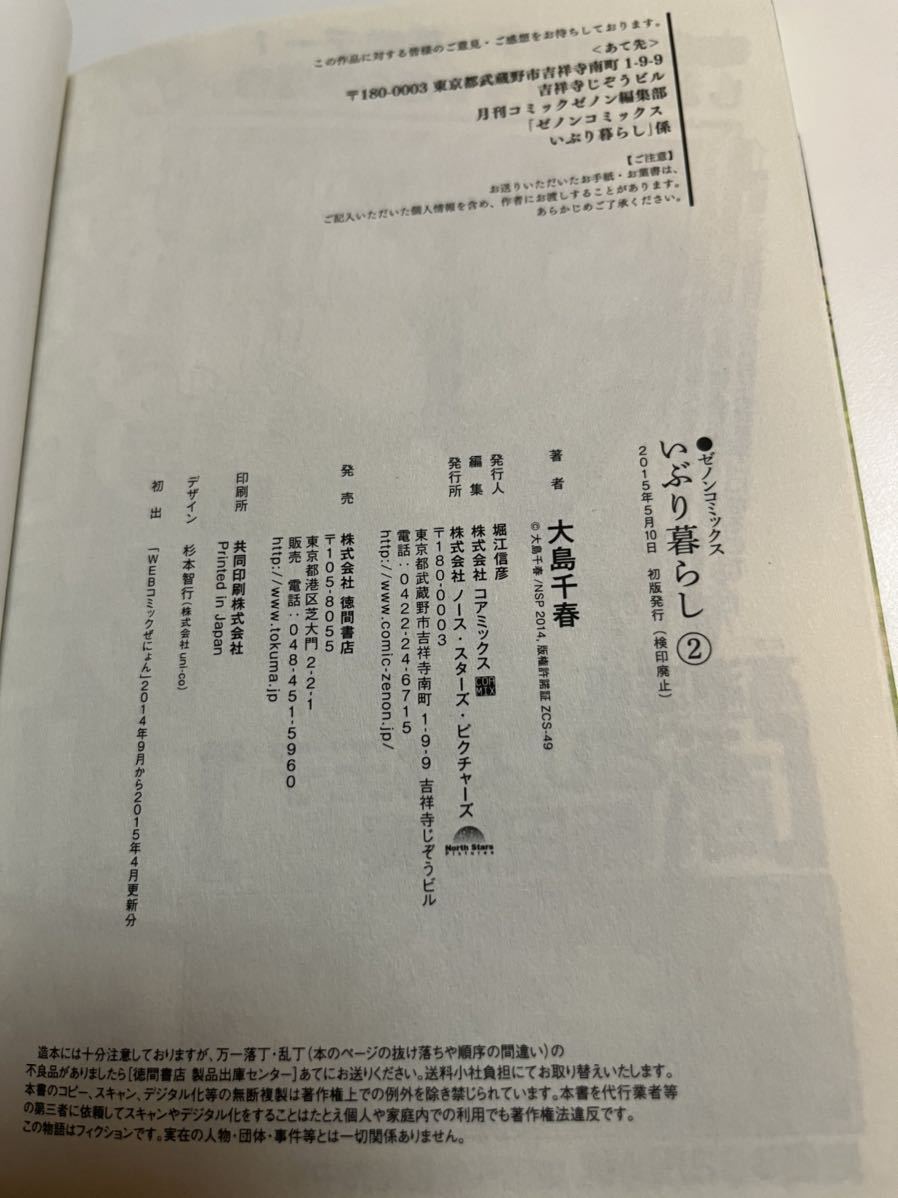 この作品に対する皆様のご意見・ご感想をお待ちしております。
<あて先>
〒180-0003 東京都武蔵野市吉祥寺南町 1-9-9
吉祥寺じぞうビル
月刊コミックゼノン編集部
「ゼノンコミックス
いぶり暮らし」係
【ご注意】
お送りいただいたお手紙・お葉書は、
ご記入いただいた個人情報を含め、作者にお渡しすることがあります。
あらかじめご了承ください。
●ゼノンコミックス
いぶり暮らし ②
2015年5月10日 初版発行 (検印廃止)
著者 大島千春
© 大島千春/NSP 2014, 版権許諾証 ZCS-49
発行人 堀江信彦
編集 株式会社 コアミックス COAMIX
発行所 株式会社 ノース・スターズ・ピクチャーズ North Stars Pictures
〒180-0003
東京都武蔵野市吉祥寺南町 1-9-9 吉祥寺じぞうビル
電話:0422-24-6715
http://www.comic-zenon.jp/
発売 株式会社 徳間書店
〒105-8055
東京都港区芝大門 2-2-1
販売 電話:048-451-5960
http://www.tokuma.jp
印刷所 共同印刷株式会社
Printed in Japan
デザイン 杉本智行(株式会社 uni-co)
初出 「WEBコミックぜにょん」2014年9月から2015年4月更新分
造本には十分注意しておりますが、万一落丁・乱丁(本のページの抜け落ちや順序の間違い)の
不良品がありましたら[徳間書店 製品出庫センター]あてにお送りください。送料小社負担にてお取り替えいたします。
本書のコピー、スキャン、デジタル化等の無断複製は著作権法上での例外を除き禁じられています。本書を代行業者等
の第三者に依頼してスキャンやデジタル化をすることはたとえ個人や家庭内での利用でも著作権法違反です。
この物語はフィクションです。実在の人物・団体・事件等とは一切関係ありません。